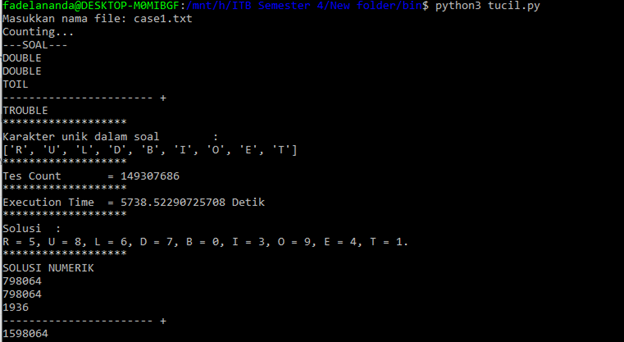 fadelananda@DESKTOP-M0MIBGF:/mnt/h/ITB Semester 4/New folder/bin$ python3 tucil.py
Masukkan nama file: case1.txt
Counting...
---SOAL---
DOUBLE
DOUBLE
TOIL
----------------------- +
TROUBLE
*******************
Karakter unik dalam soal        :
['R', 'U', 'L', 'D', 'B', 'I', 'O', 'E', 'T']
*******************
Tes Count       = 149307686
*******************
Execution Time  = 5738.52290725708 Detik
*******************
Solusi  :
R = 5, U = 8, L = 6, D = 7, B = 0, I = 3, O = 9, E = 4, T = 1.
*******************
SOLUSI NUMERIK
798064
798064
1936
----------------------- +
1598064